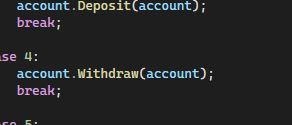 account.Deposit(account);
break;
ase 4:
account.Withdraw(account);
break;
ase 5: